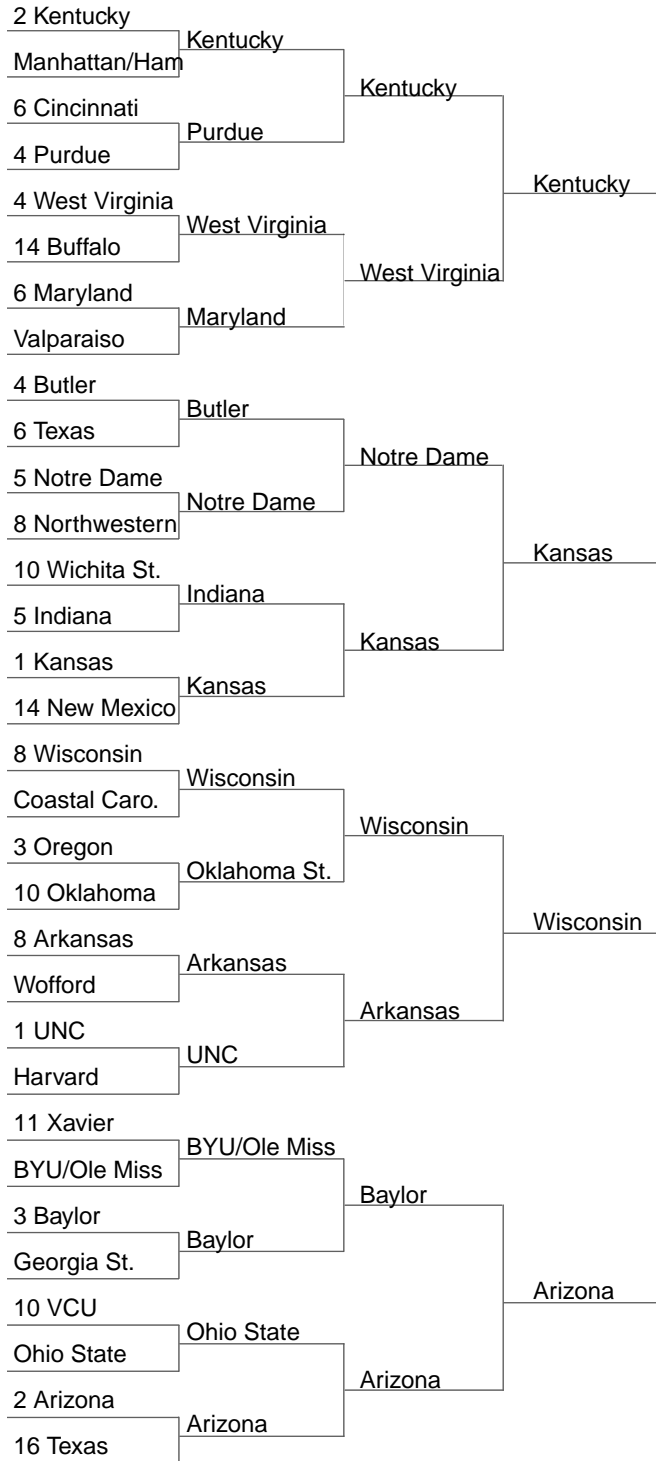 2 Kentucky
Manhattan/Ham
6 Cincinnati
4 Purdue
4 West Virginia
14 Buffalo
6 Maryland
Valparaiso
4 Butler
6 Texas
5 Notre Dame
8 Northwestern
10 Wichita St.
5 Indiana
1 Kansas
14 New Mexico
8 Wisconsin
Coastal Caro.
3 Oregon
10 Oklahoma
8 Arkansas
Wofford
1 UNC
Harvard
11 Xavier
BYU/Ole Miss
3 Baylor
Georgia St.
10 VCU
Ohio State
2 Arizona
16 Texas
Kentucky
Purdue
West Virginia
Maryland
Butler
Notre Dame
Indiana
Kansas
Wisconsin
Oklahoma St.
Arkansas
UNC
BYU/Ole Miss
Baylor
Ohio State
Arizona
Kentucky
West Virginia
Notre Dame
Kansas
Wisconsin
Arkansas
Baylor
Arizona
Kentucky
Kansas
Wisconsin
Arizona